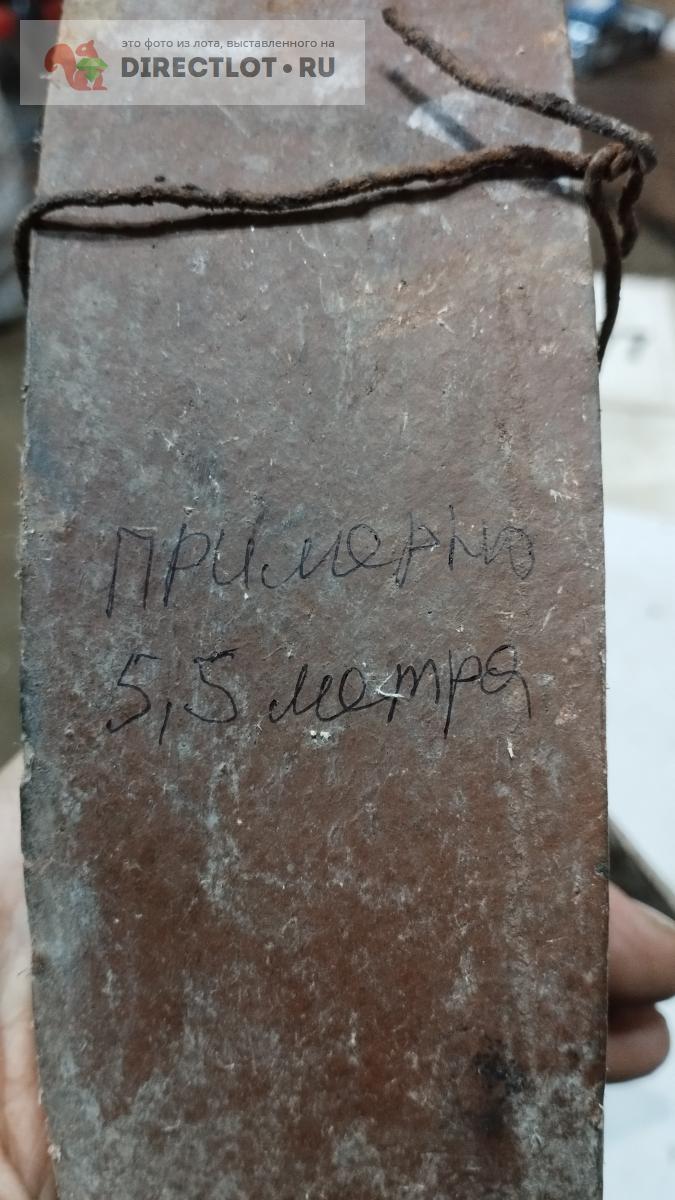 это фото из лота, выставленного на
DIRECTLOT•RU
примерно
5,5 метра